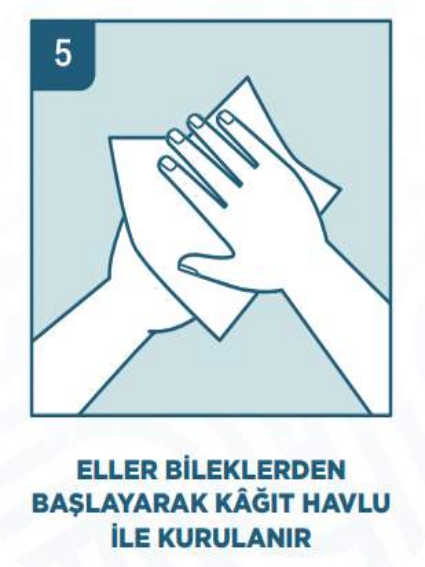 5
ELLER BİLEKLERDEN
BAŞLAYARAK KÂĞIT HAVLU
İLE KURULANIR